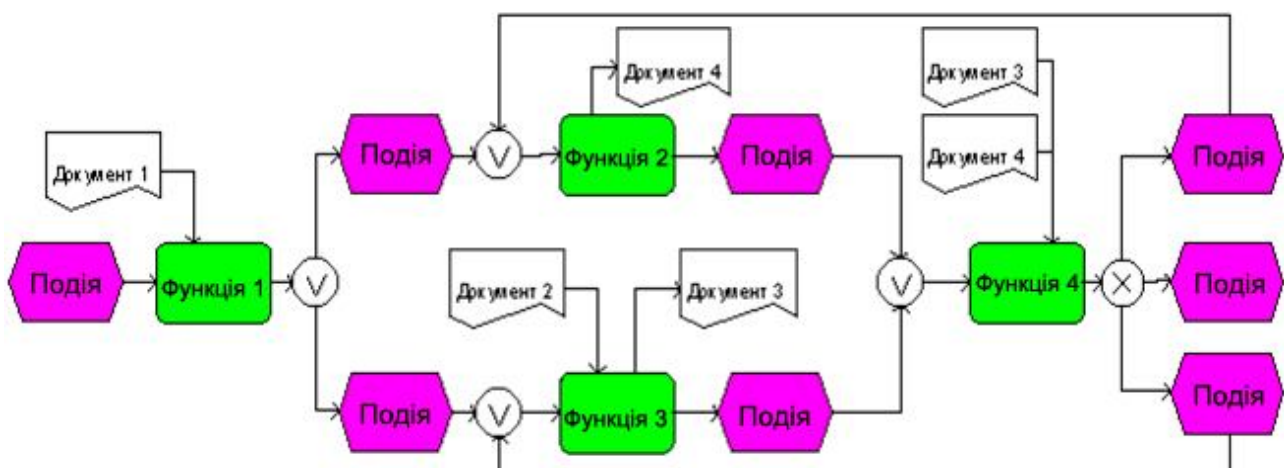 Документ 4
Документ 3
Подія
V
Функція 2
Подія
Документ 4
Подія
Документ 1
Подія
Функція 1
V
Документ 2
Документ 3
V
Функція 4
X
Подія
Подія
V
Функція 3
Подія
Подія